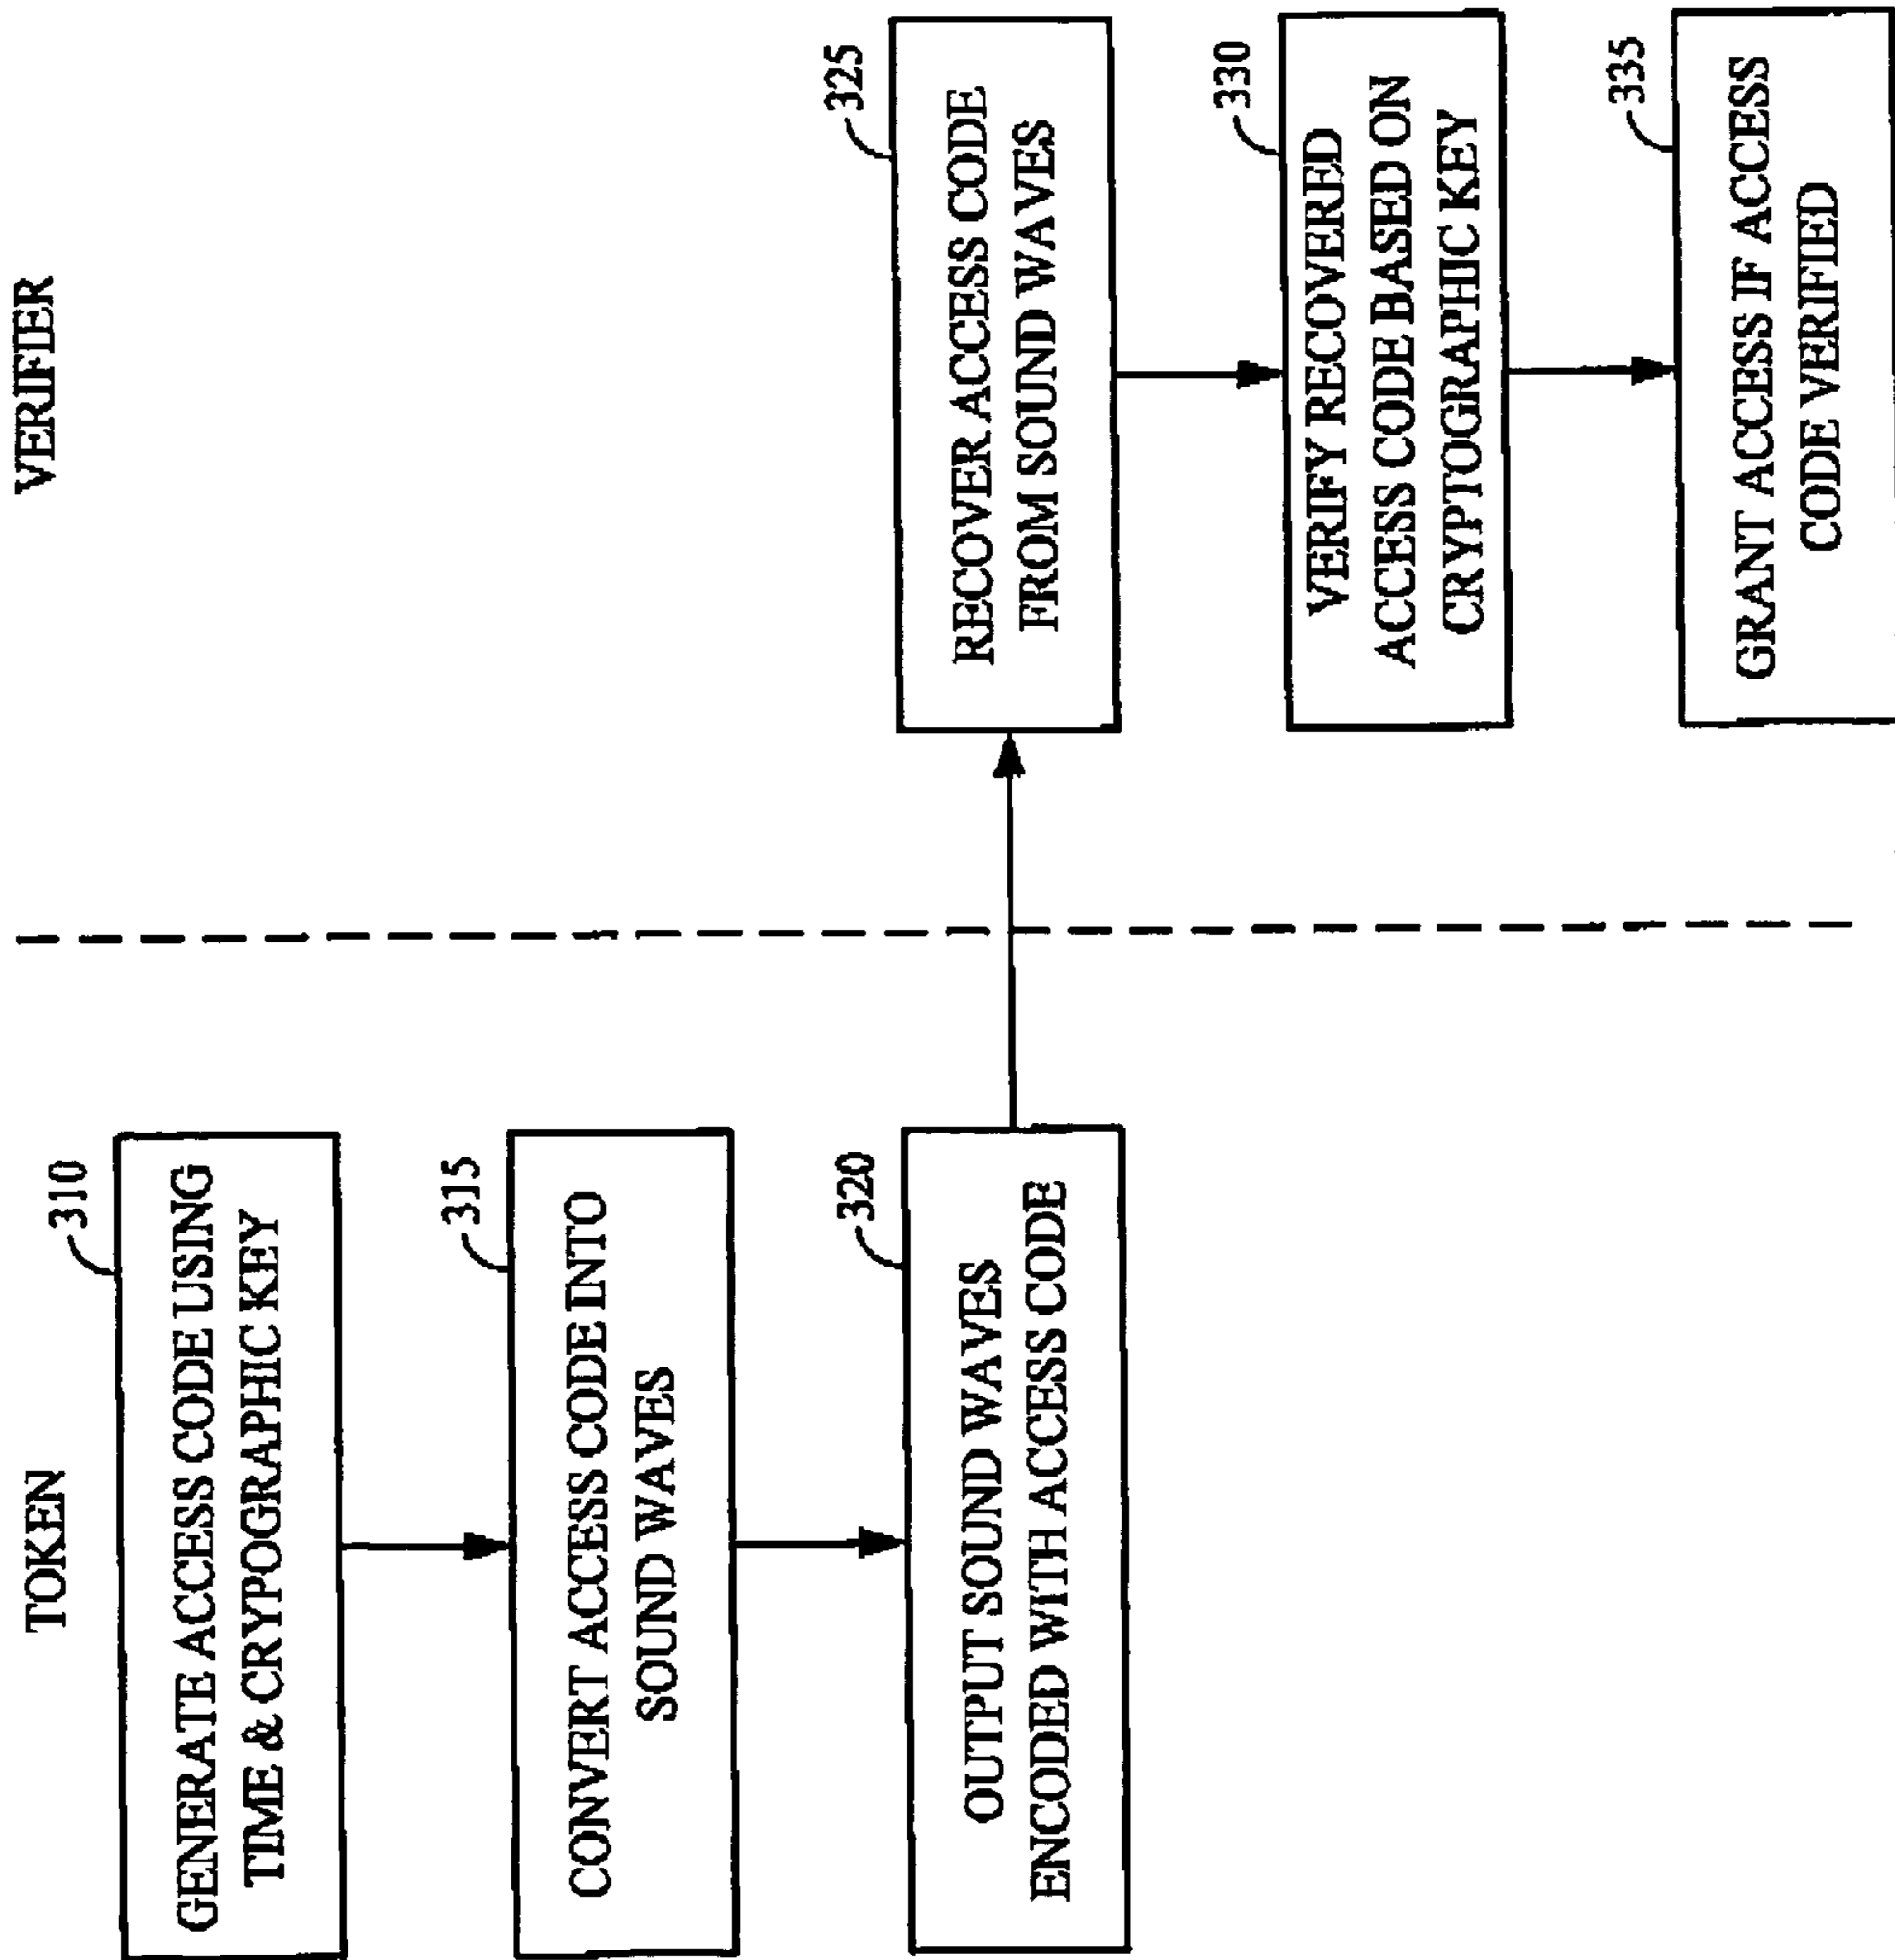 TOKEN
310
GENERATE ACCESS CODE USING
TIME & CRYPOGRAPHIC KEY
315
CONVERT ACCESS CODE INTO
SOUND WAVES
320
OUTPUT SOUND WAVES
ENCODED WITH ACCESS CODE
VERIFIER
325
RECOVER ACCESS CODE
FROM SOUND WAVES
330
VERIFY RECOVERED
ACCESS CODE BASED ON
CRYPTOGRAPHIC KEY
335
GRANT ACCESS IF ACCESS
CODE VERIFIED